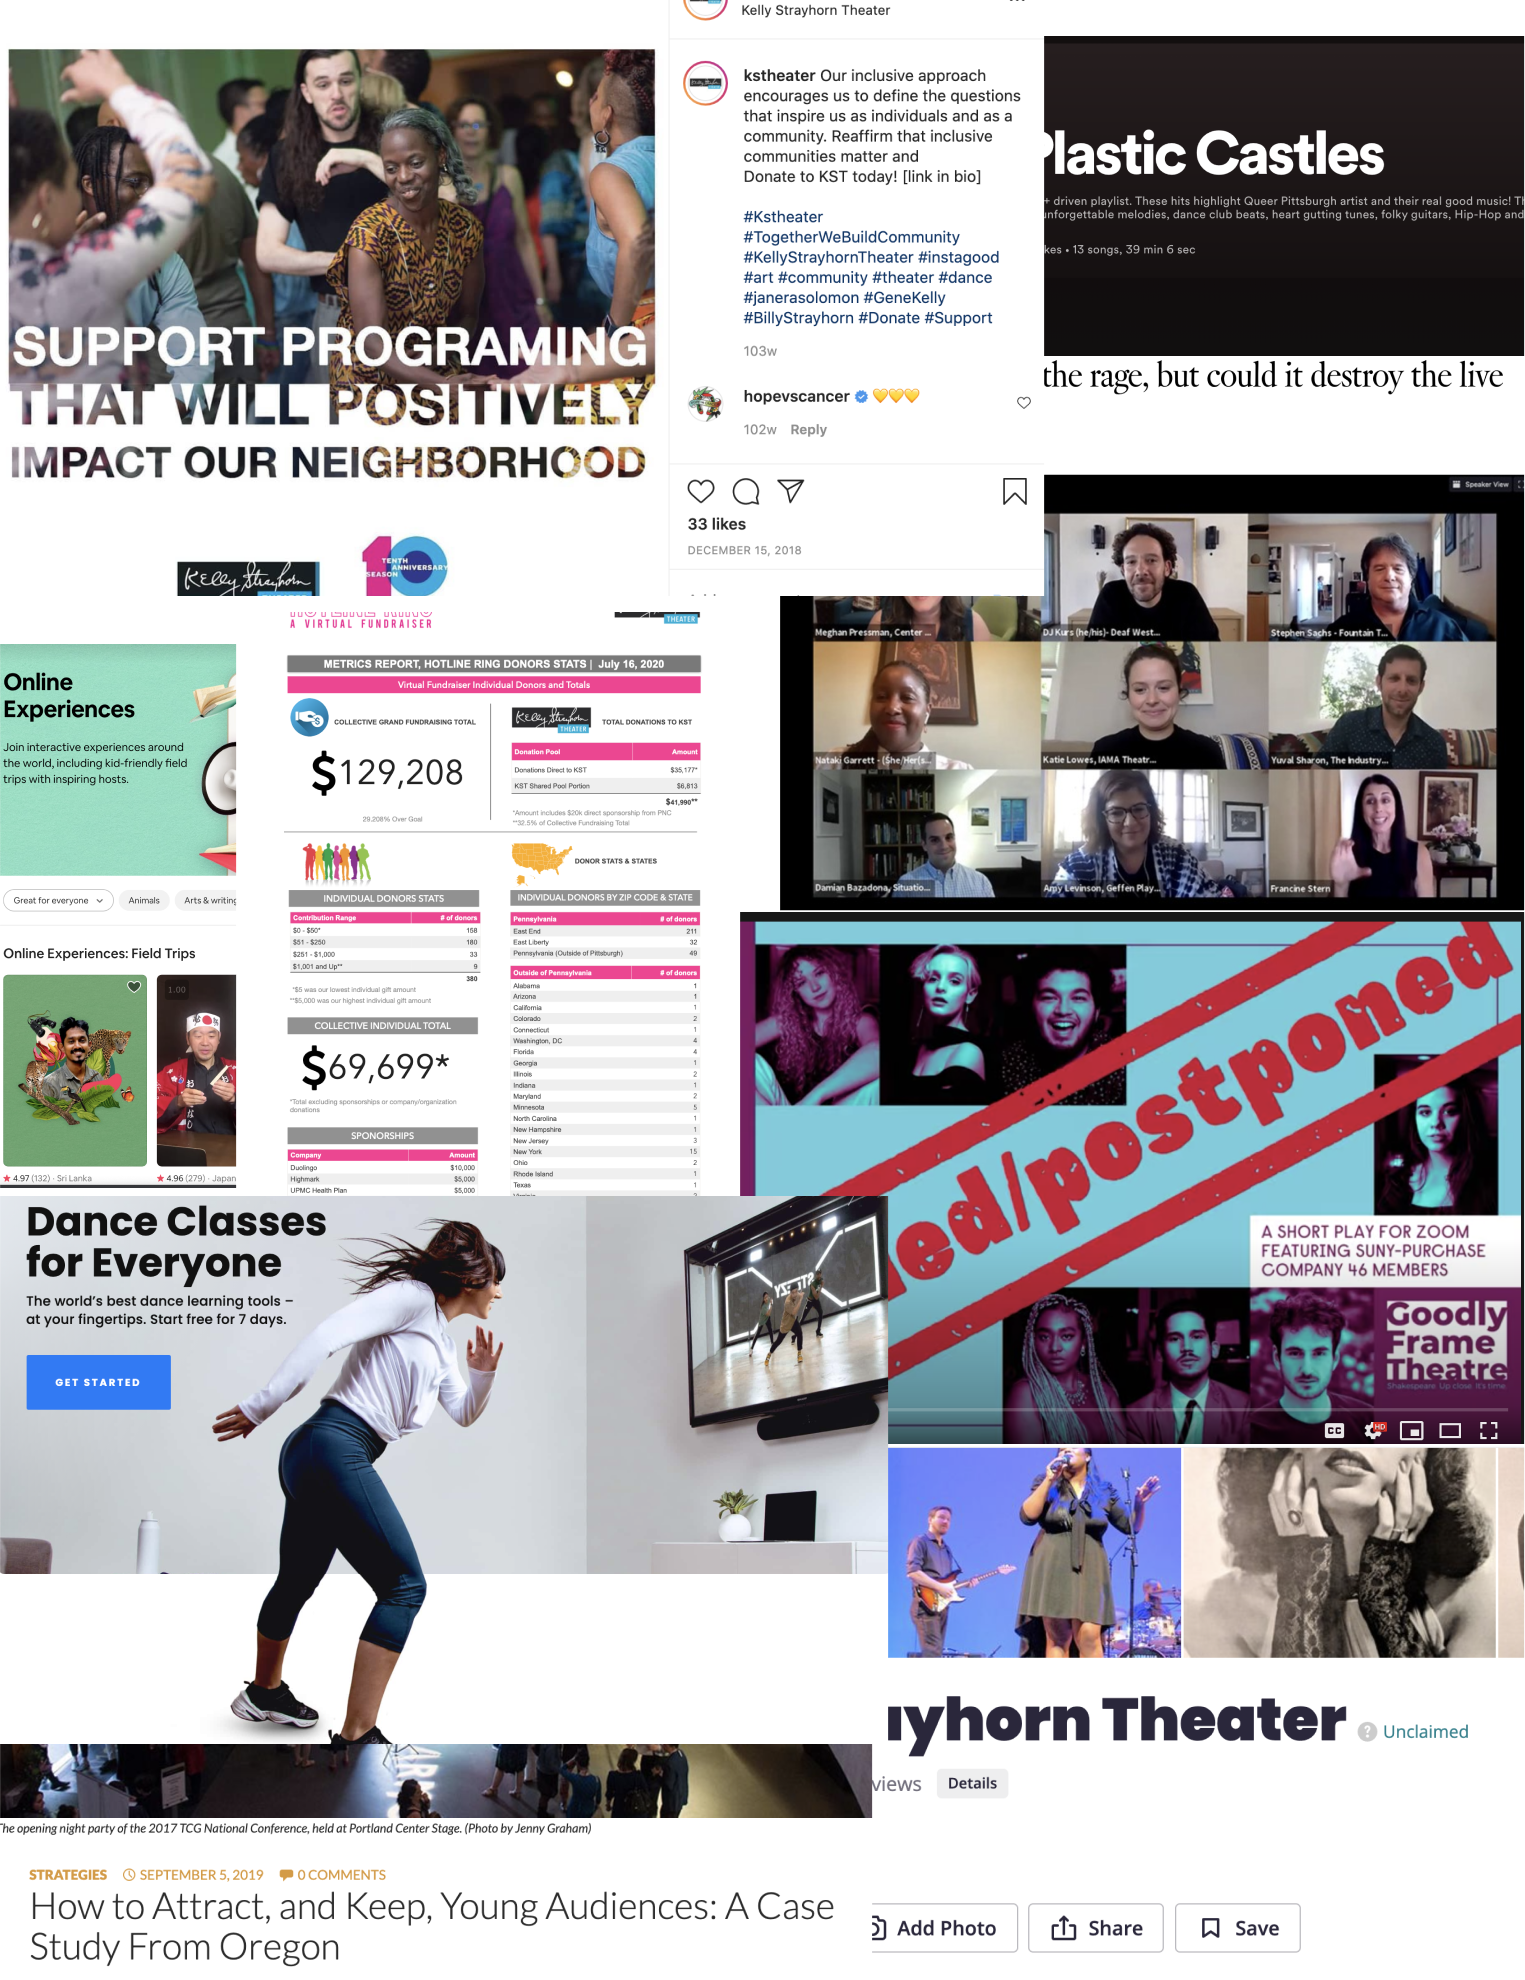 Kelly Strayhorn Theater
kstheater Our inclusive approach
encourages us to define the questions
that inspire us as individuals and as a
community. Reaffirm that inclusive
communities matter and
Donate to KST today! [link in bio]
#Kstheater
#TogetherWeBuildCommunity
#KellyStrayhornTheater #instagood
#art #community #theater #dance
#janerasolomon #GeneKelly
#BillyStrayhorn #Donate #Support
103w
hopevscancer 💛💛💛
102w Reply
33 likes
DECEMBER 15, 2018
SUPPORT PROGRAMING
THAT WILL POSITIVELY
IMPACT OUR NEIGHBORHOOD
Kelly Strayhorn
10
TENTH
ANNIVERSARY
SEASON
Plastic Castles
+ driven playlist. These hits highlight Queer Pittsburgh artist and their real good music! Th
unforgettable melodies, dance club beats, heart gutting tunes, folky guitars, Hip-Hop and
kes • 13 songs, 39 min 6 sec
the rage, but could it destroy the live
Speaker View
Meghan Pressman, Center ...
DJ Kurs (he/his)- Deaf West...
Stephen Sachs - Fountain T...
Nataki Garrett - (She/Her(s...
Katie Lowes, IAMA Theatr...
Yuval Sharon, The Industry...
Damian Bazadona, Situatio...
Amy Levinson, Geffen Play...
Francine Stern
Online
Experiences
Join interactive experiences around
the world, including kid-friendly field
trips with inspiring hosts.
Great for everyone
Animals
Arts & writing
Online Experiences: Field Trips
1.00
4.97 (132) · Sri Lanka
4.96 (279) · Japan
HOTLINE RING
A VIRTUAL FUNDRAISER
THEATER
METRICS REPORT, HOTLINE RING DONORS STATS | July 16, 2020
Virtual Fundraiser Individual Donors and Totals
COLLECTIVE GRAND FUNDRAISING TOTAL
$129,208
29,208% Over Goal
Kelly Strayhorn
THEATER
TOTAL DONATIONS TO KST
Donation Pool Amount
Donations Direct to KST $35,177*
KST Shared Pool Portion $6,813
$41,990**
*Amount includes $20k direct sponsorship from PNC
**32.5% of Collective Fundraising Total
INDIVIDUAL DONORS STATS
Contribution Range # of donors
$0 - $50* 158
$51 - $250 180
$251 - $1,000 33
$1,001 and Up** 9
380
*$5 was our lowest individual gift amount
**$5,000 was our highest individual gift amount
COLLECTIVE INDIVIDUAL TOTAL
$69,699*
*Total excluding sponsorships or company/organization
donations
SPONORSHIPS
Company Amount
Duolingo $10,000
Highmark $5,000
UPMC Health Plan $5,000
DONOR STATS & STATES
INDIVIDUAL DONORS BY ZIP CODE & STATE
Pennsylvania # of donors
East End 211
East Liberty 32
Pennsylvania (Outside of Pittsburgh) 49
Outside of Pennsylvania # of donors
Alabama 1
Arizona 1
California 1
Colorado 2
Connecticut 1
Washington, DC 4
Florida 4
Georgia 1
Illinois 2
Indiana 1
Maryland 2
Minnesota 5
North Carolina 1
New Hampshire 1
New Jersey 3
New York 15
Ohio 2
Rhode Island 1
Texas 1
ed/postponed
A SHORT PLAY FOR ZOOM
FEATURING SUNY-PURCHASE
COMPANY 46 MEMBERS
Goodly
Frame
Theatre
Shakespeare. Up close. It's time.
CC
HD
Dance Classes
for Everyone
The world's best dance learning tools –
at your fingertips. Start free for 7 days.
GET STARTED
STEEZY
ayhorn Theater
Unclaimed
views
Details
Add Photo
Share
Save
The opening night party of the 2017 TCG National Conference, held at Portland Center Stage. (Photo by Jenny Graham)
STRATEGIES SEPTEMBER 5, 2019 0 COMMENTS
How to Attract, and Keep, Young Audiences: A Case
Study From Oregon